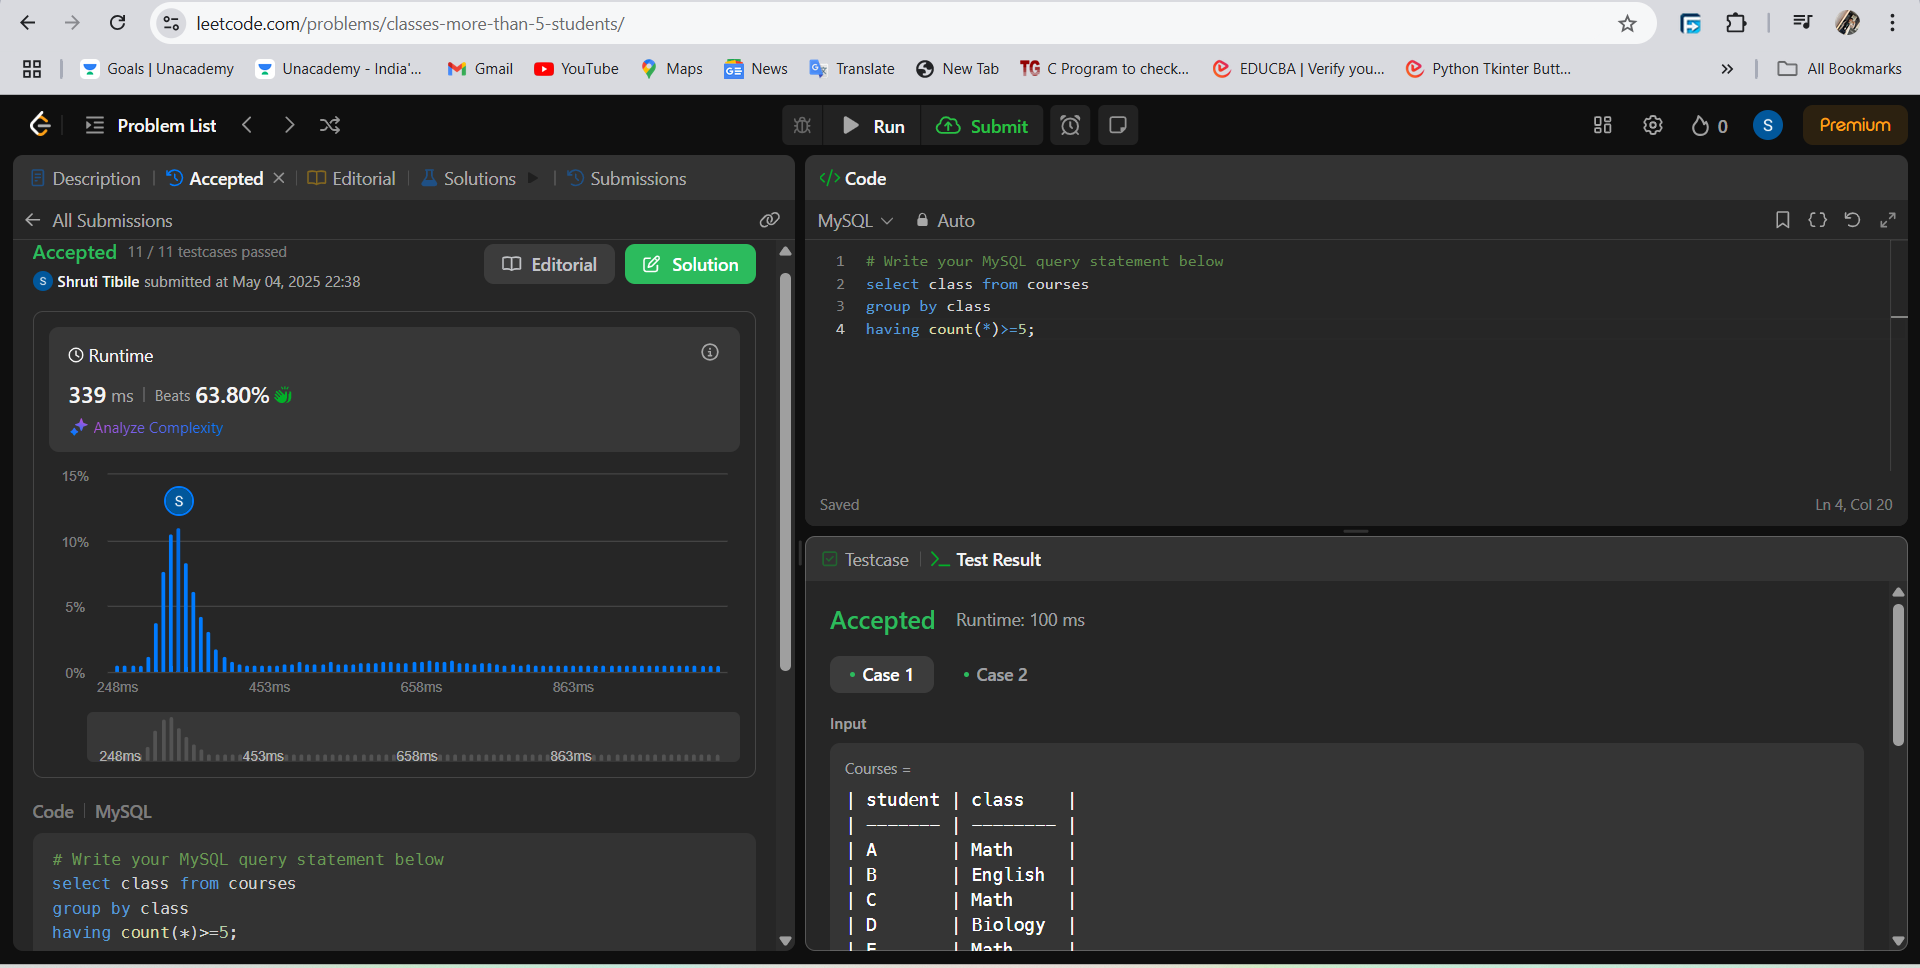 leetcode.com/problems/classes-more-than-5-students/
Goals | Unacademy
Unacademy - India'...
Gmail
YouTube
Maps
News
Translate
New Tab
TG C Program to check...
EDUCBA | Verify you...
Python Tkinter Butt...
»
All Bookmarks
Problem List
Run
Submit
0
S
Premium
Description
Accepted
Editorial
Solutions
Submissions
All Submissions
Accepted 11 / 11 testcases passed
S Shruti Tibile submitted at May 04, 2025 22:38
Editorial
Solution
Runtime
339 ms | Beats 63.80%
Analyze Complexity
15%
S
10%
5%
0%
248ms 453ms 658ms 863ms
248ms 453ms 658ms 863ms
Code | MySQL
# Write your MySQL query statement below
select class from courses
group by class
having count(*)>=5;
</> Code
MySQL Auto
1 # Write your MySQL query statement below
2 select class from courses
3 group by class
4 having count(*)>=5;
Saved
Ln 4, Col 20
Testcase
>_ Test Result
Accepted Runtime: 100 ms
• Case 1 • Case 2
Input
Courses =
| student | class |
| ------- | -------- |
| A | Math |
| B | English |
| C | Math |
| D | Biology |
| E | Math |